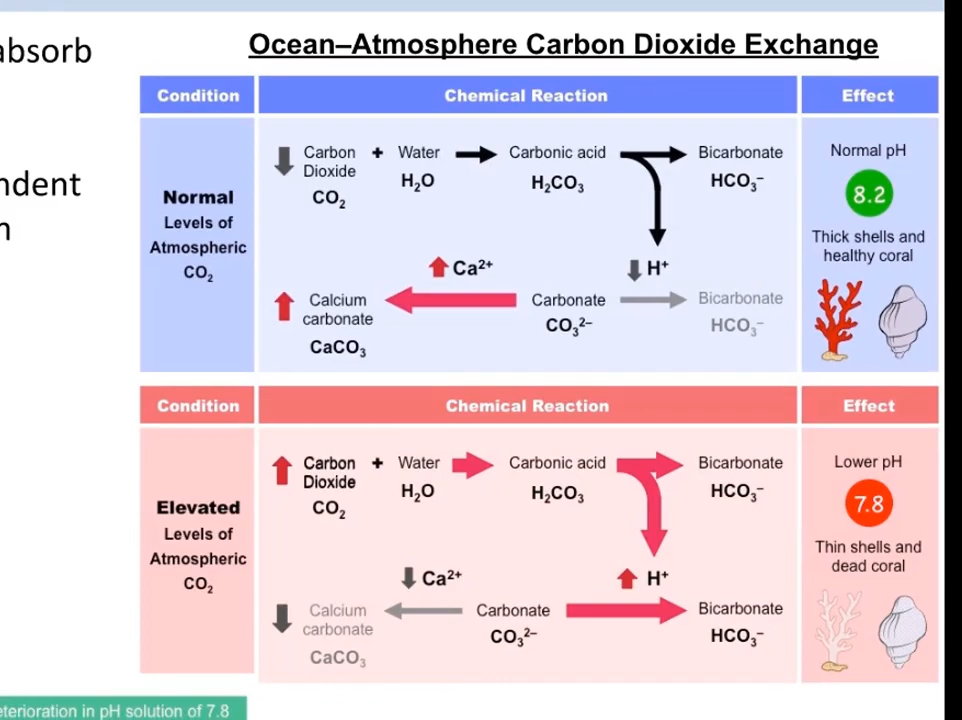 absorb
Ocean–Atmosphere Carbon Dioxide Exchange
Condition
Chemical Reaction
Effect
Normal
Levels of
Atmospheric
CO₂
Carbon
Dioxide
CO₂
+
Water
H₂O
Carbonic acid
H₂CO₃
Bicarbonate
HCO₃⁻
Ca²⁺
H⁺
Calcium
carbonate
CaCO₃
Carbonate
CO₃²⁻
Bicarbonate
HCO₃⁻
Normal pH
8.2
Thick shells and
healthy coral
Condition
Chemical Reaction
Effect
Elevated
Levels of
Atmospheric
CO₂
Carbon
Dioxide
CO₂
+
Water
H₂O
Carbonic acid
H₂CO₃
Bicarbonate
HCO₃⁻
Ca²⁺
H⁺
Calcium
carbonate
CaCO₃
Carbonate
CO₃²⁻
Bicarbonate
HCO₃⁻
Lower pH
7.8
Thin shells and
dead coral
in pH solution of 7.8